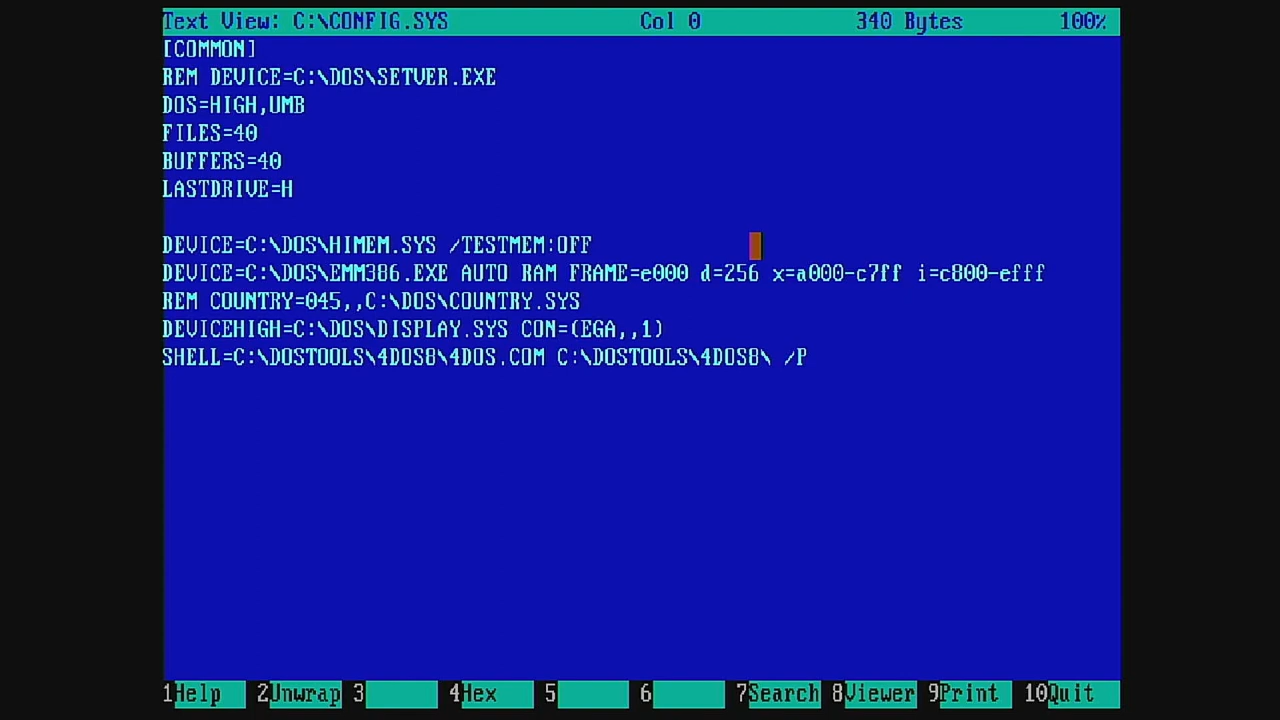 Text View: C:\CONFIG.SYS Col 0 340 Bytes 100%
[COMMON]
REM DEVICE=C:\DOS\SETVER.EXE
DOS=HIGH,UMB
FILES=40
BUFFERS=40
LASTDRIVE=H
DEVICE=C:\DOS\HIMEM.SYS /TESTMEM:OFF
DEVICE=C:\DOS\EMM386.EXE AUTO RAM FRAME=e000 d=256 x=a000-c7ff i=c800-efff
REM COUNTRY=045,,C:\DOS\COUNTRY.SYS
DEVICEHIGH=C:\DOS\DISPLAY.SYS CON=(EGA,,1)
SHELL=C:\DOSTOOLS\4DOS8\4DOS.COM C:\DOSTOOLS\4DOS8\ /P
1Help 2Unwrap 3 4Hex 5 6 7Search 8Viewer 9Print 10Quit